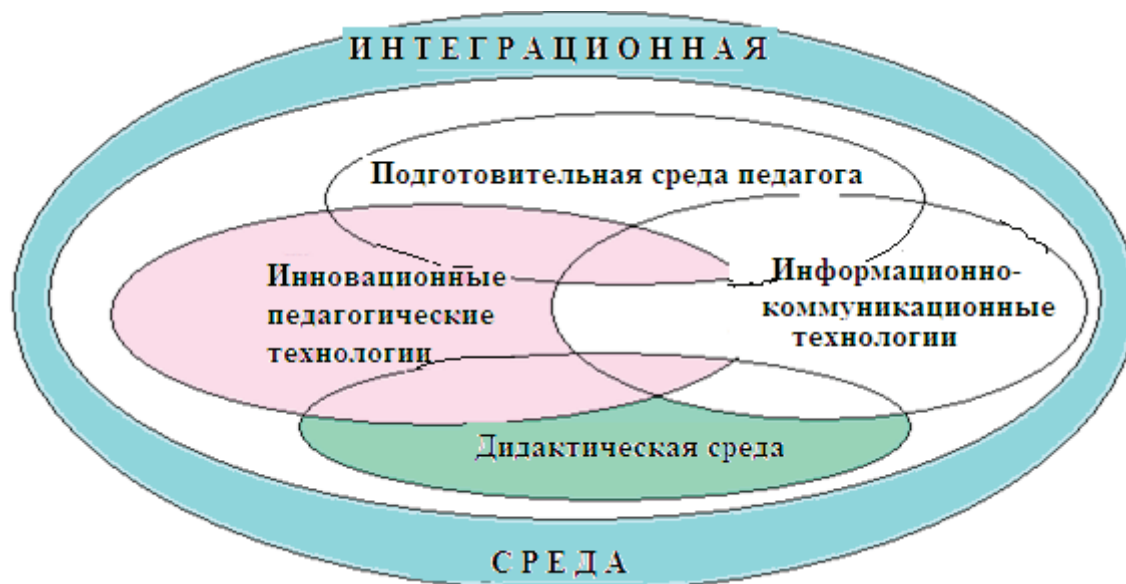 ИНТЕГРАЦИОННАЯ
Подготовительная среда педагога
Инновационные
педагогические
технологии
Информационно-
коммуникационные
технологии
Дидактическая среда
СРЕДА